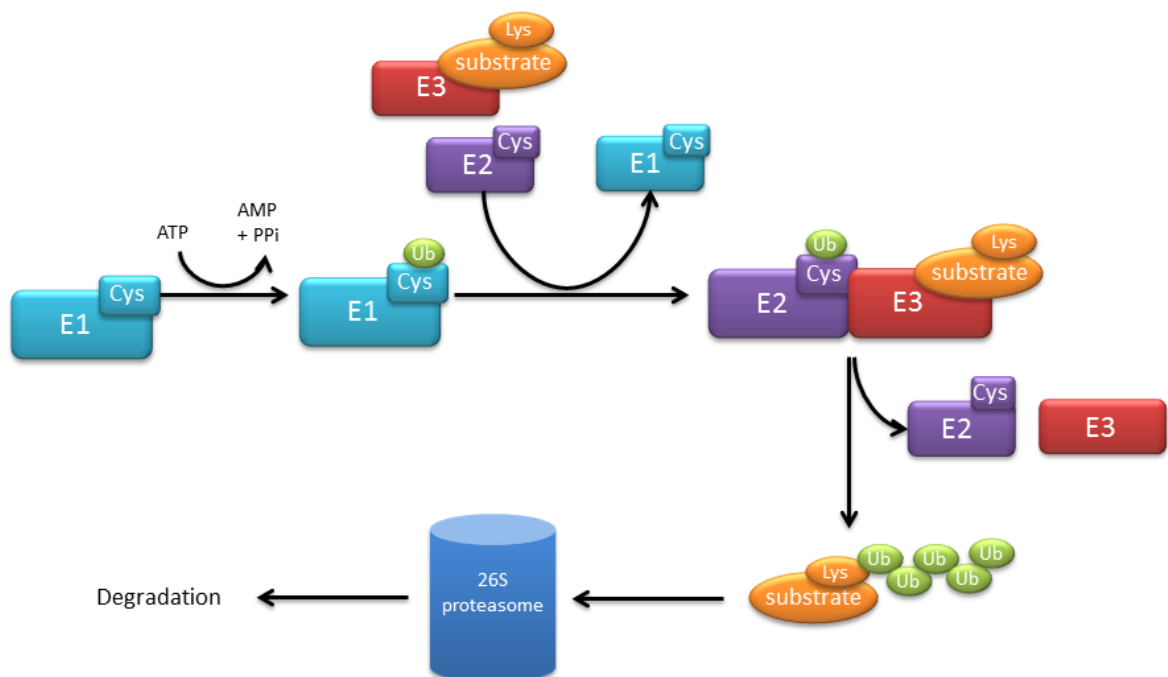 Lys
substrate
E3
Cys
E2
Cys
E1
ATP
AMP
+ PPi
Cys
E1
Ub
Cys
E1
Ub
Cys
E2
E3
Lys
substrate
Cys
E2
E3
Degradation
26S
proteasome
Lys
substrate
Ub
Ub
Ub
Ub
Ub